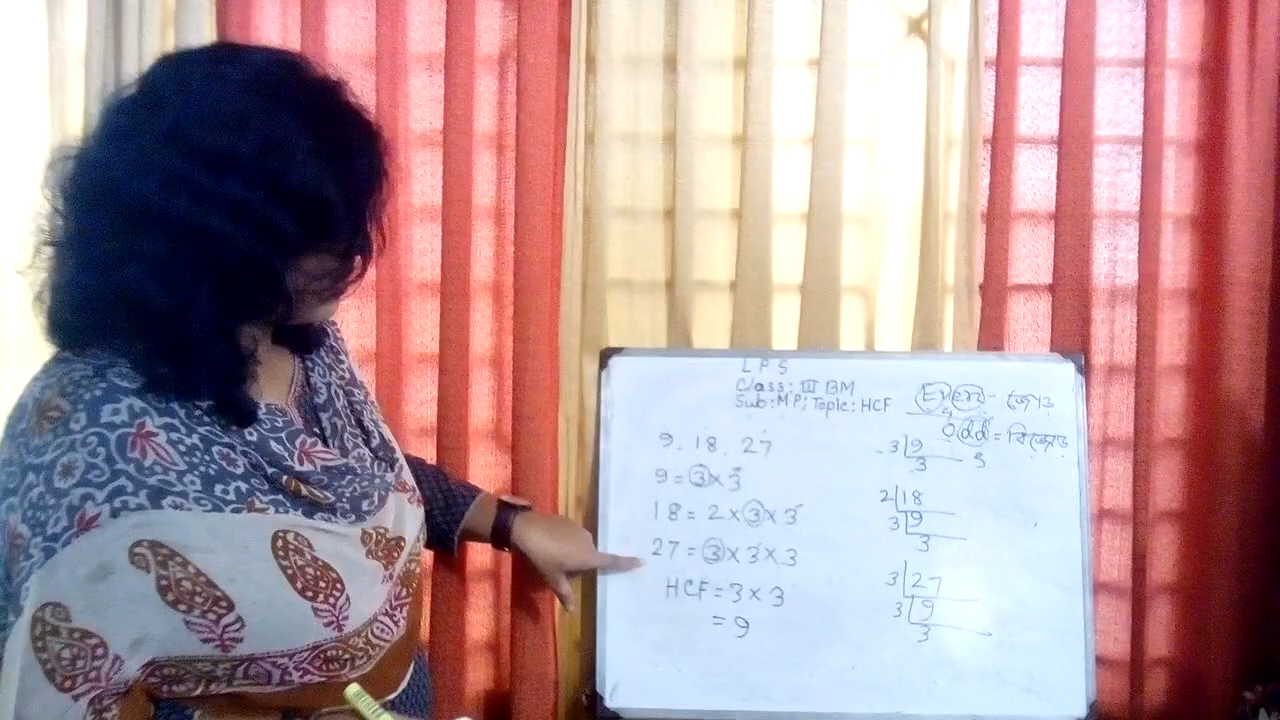 L P S
Class: III BM
Sub: MP; Topic: HCF
9, 18, 27
9 = 3 × 3
18 = 2 × 3 × 3
27 = 3 × 3 × 3
HCF = 3 × 3
= 9
জোড়
Odd = বিজোড়
3 9
3
2 18
3 9
3
3 27
3 9
3